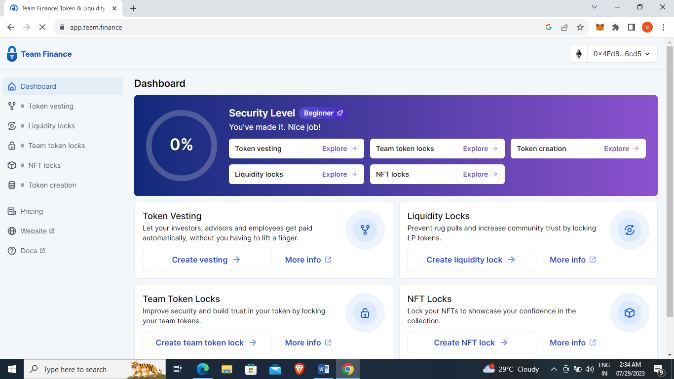 Team Finance: Token & Liquidity
app.team.finance
S
Team Finance
0x4Fd8...6cd5
Dashboard
Token vesting
Liquidity locks
Team token locks
NFT locks
Token creation
Pricing
Website
Docs
Dashboard
0%
Security Level Beginner
You've made it. Nice job!
Token vesting Explore →
Team token locks Explore →
Token creation Explore →
Liquidity locks Explore →
NFT locks Explore →
Token Vesting
Let your investors, advisors and employees get paid
automatically, without you having to lift a finger.
Create vesting →
More info
Liquidity Locks
Prevent rug pulls and increase community trust by locking
LP tokens.
Create liquidity lock →
More info
Team Token Locks
Improve security and build trust in your token by locking
your team tokens.
Create team token lock →
More info
NFT Locks
Lock your NFTs to showcase your confidence in the
collection.
Create NFT lock →
More info
Type here to search
29°C Cloudy
ENG
IN
2:34 AM
07/29/2023